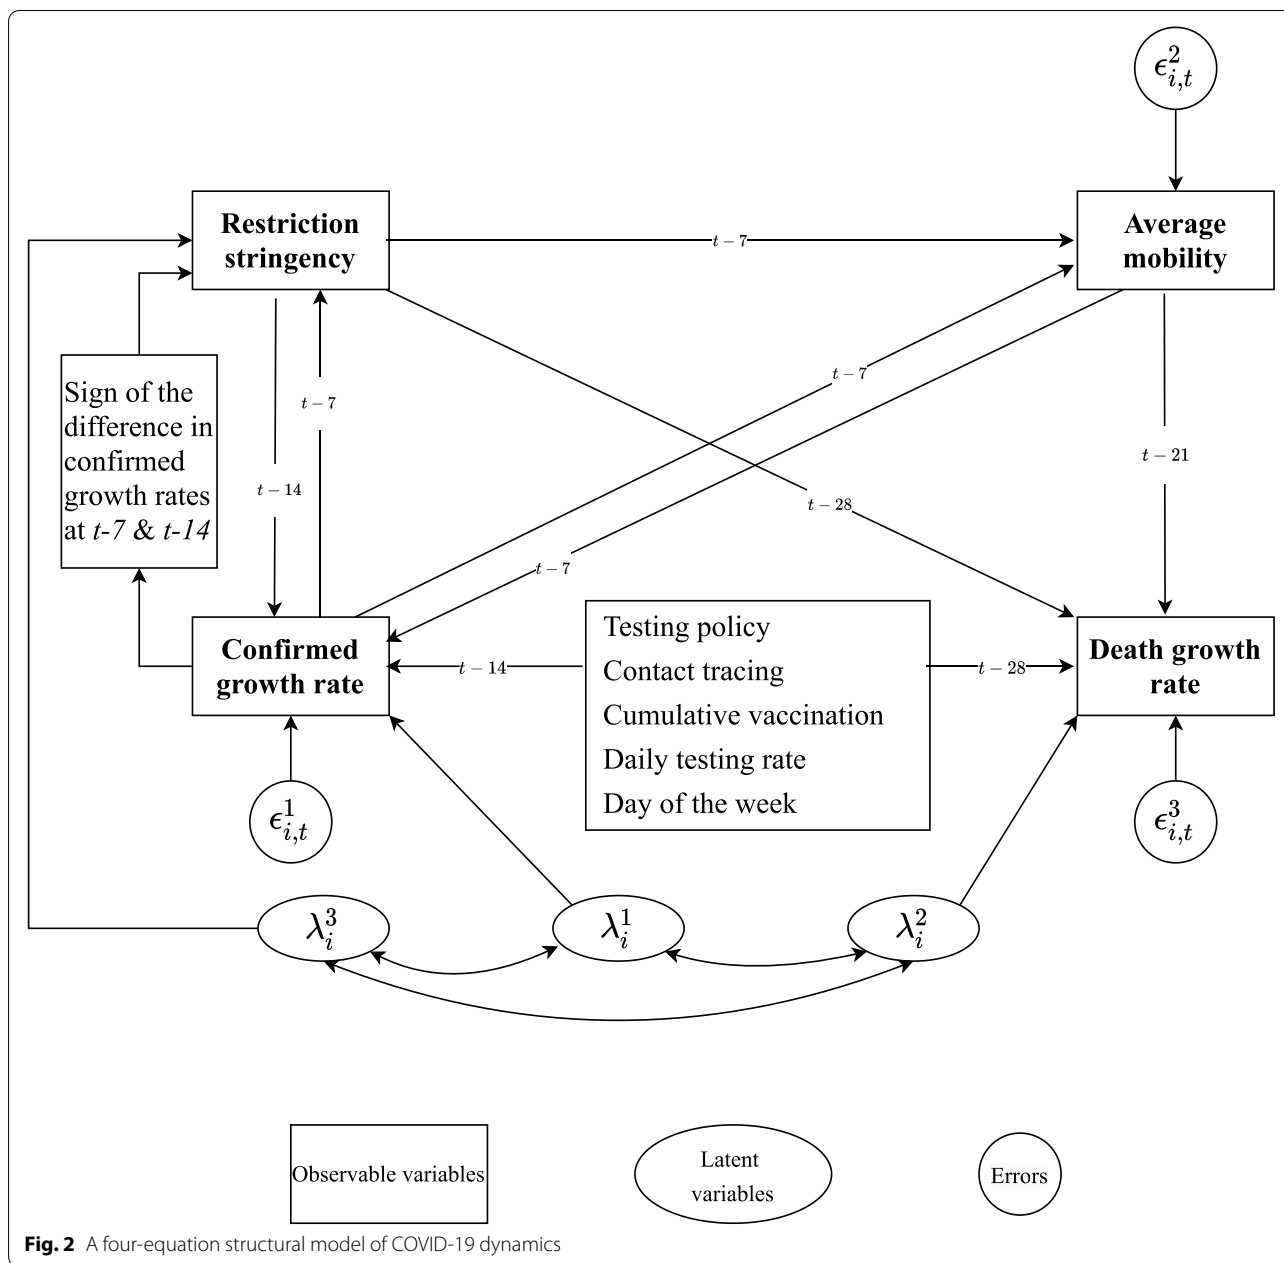 ϵ²ᵢ,ₜ
Restriction
stringency
t − 7
Average
mobility
Sign of the
difference in
confirmed
growth rates
at t-7 & t-14
t − 7
t − 14
t − 7
t − 21
t − 28
t − 7
Confirmed
growth rate
t − 14
Testing policy
Contact tracing
Cumulative vaccination
Daily testing rate
Day of the week
t − 28
Death growth
rate
ϵ¹ᵢ,ₜ
ϵ³ᵢ,ₜ
λ³ᵢ
λ¹ᵢ
λ²ᵢ
Observable variables
Latent
variables
Errors
Fig. 2 A four-equation structural model of COVID-19 dynamics